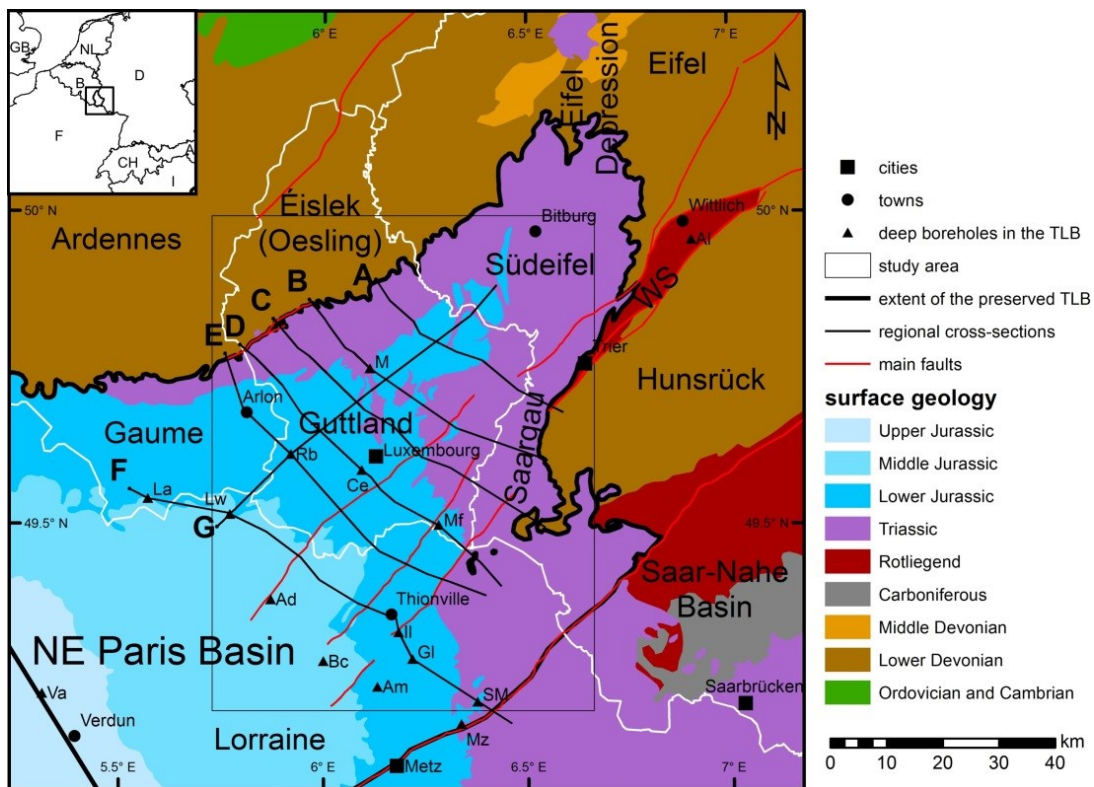 GB
NL
D
B
F
CH
A
I
6° E
6.5° E
7° E
Eifel
Eifel
Depression
N
50° N
50° N
Éislek
(Oesling)
Ardennes
Bitburg
Wittlich
Al
Südeifel
A
B
C
D
E
WS
Trier
M
Hunsrück
Arlon
Gaume
Guttland
Saargau
Rb
Luxembourg
F
La
Ce
Lw
Mf
G
49.5° N
49.5° N
Saar-Nahe
Basin
Ad
Thionville
Il
NE Paris Basin
Bc
Gl
Va
Am
SM
Saarbrücken
Verdun
Lorraine
Mz
Metz
5.5° E
6° E
6.5° E
7° E
cities
towns
deep boreholes in the TLB
study area
extent of the preserved TLB
regional cross-sections
main faults
surface geology
Upper Jurassic
Middle Jurassic
Lower Jurassic
Triassic
Rotliegend
Carboniferous
Middle Devonian
Lower Devonian
Ordovician and Cambrian
km
0 10 20 30 40